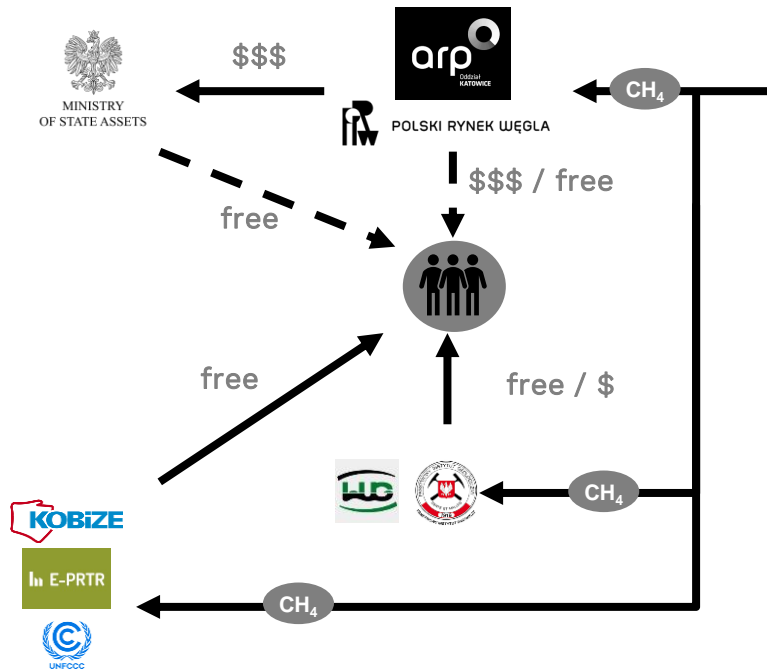 $$$
arp
Oddział
KATOWICE
CH₄
MINISTRY
OF STATE ASSETS
POLSKI RYNEK WĘGLA
$$$ / free
free
free
free / $
CH₄
KOBiZE
E-PRTR
CH₄
UNFCCC